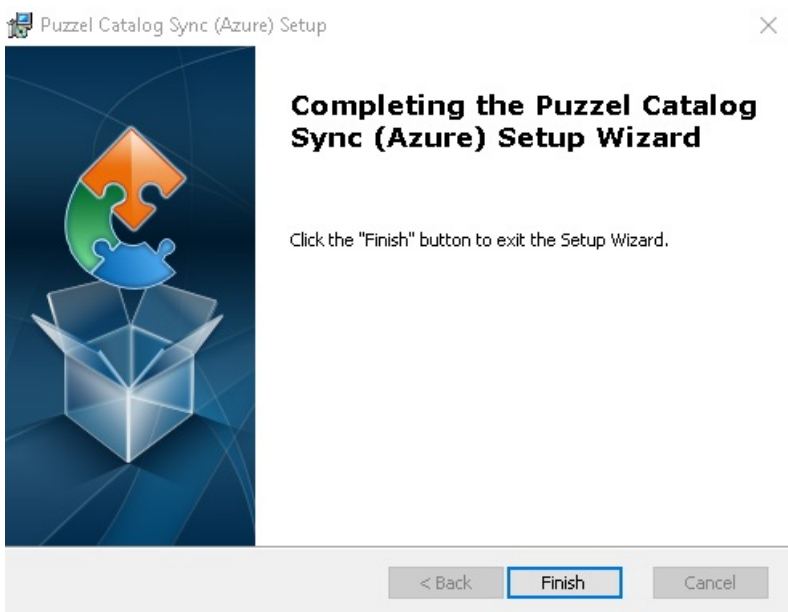 Puzzel Catalog Sync (Azure) Setup
Completing the Puzzel Catalog
Sync (Azure) Setup Wizard
Click the "Finish" button to exit the Setup Wizard.
< Back
Finish
Cancel